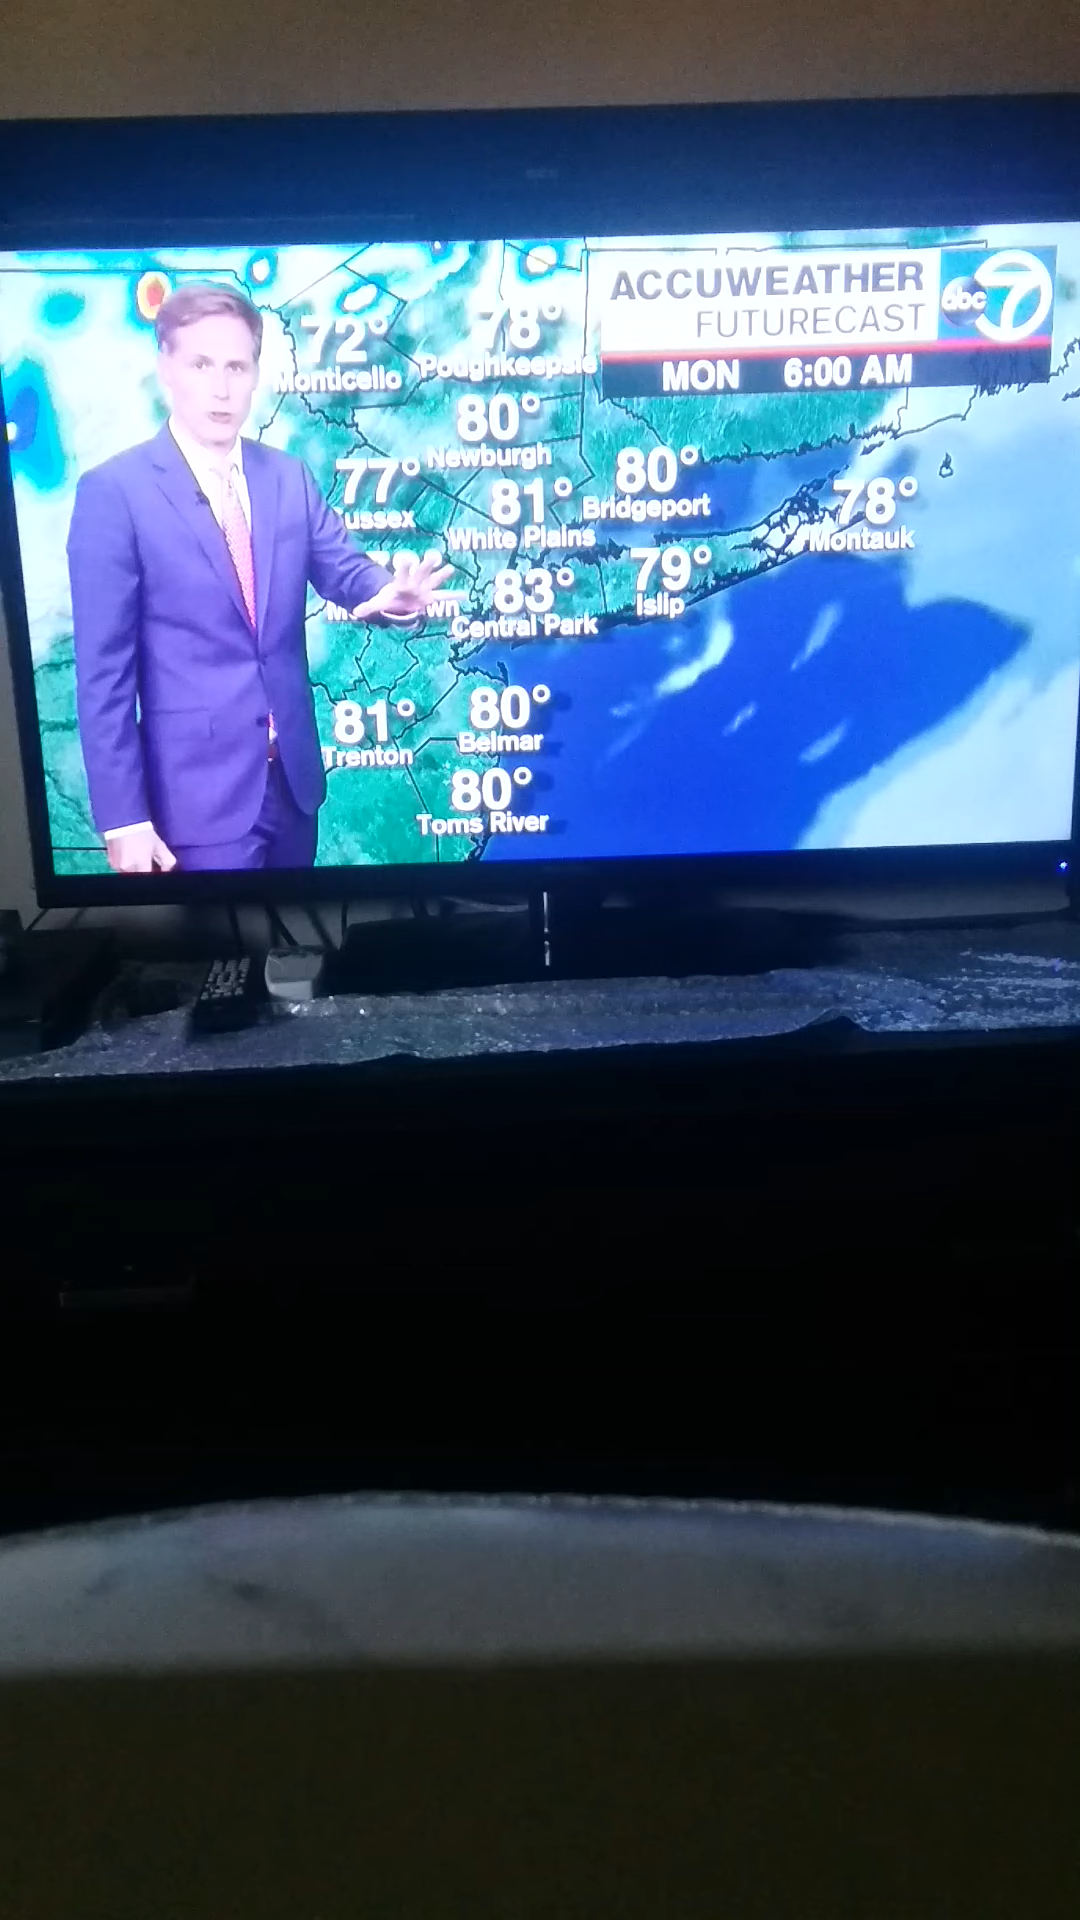 ACCUWEATHER
FUTURECAST
abc 7
MON 6:00 AM
72°
Monticello
78°
Poughkeepsie
80°
Newburgh
77°
80°
Bridgeport
81°
White Plains
78°
Montauk
83°
Central Park
79°
Islip
81°
Trenton
80°
Belmar
80°
Toms River